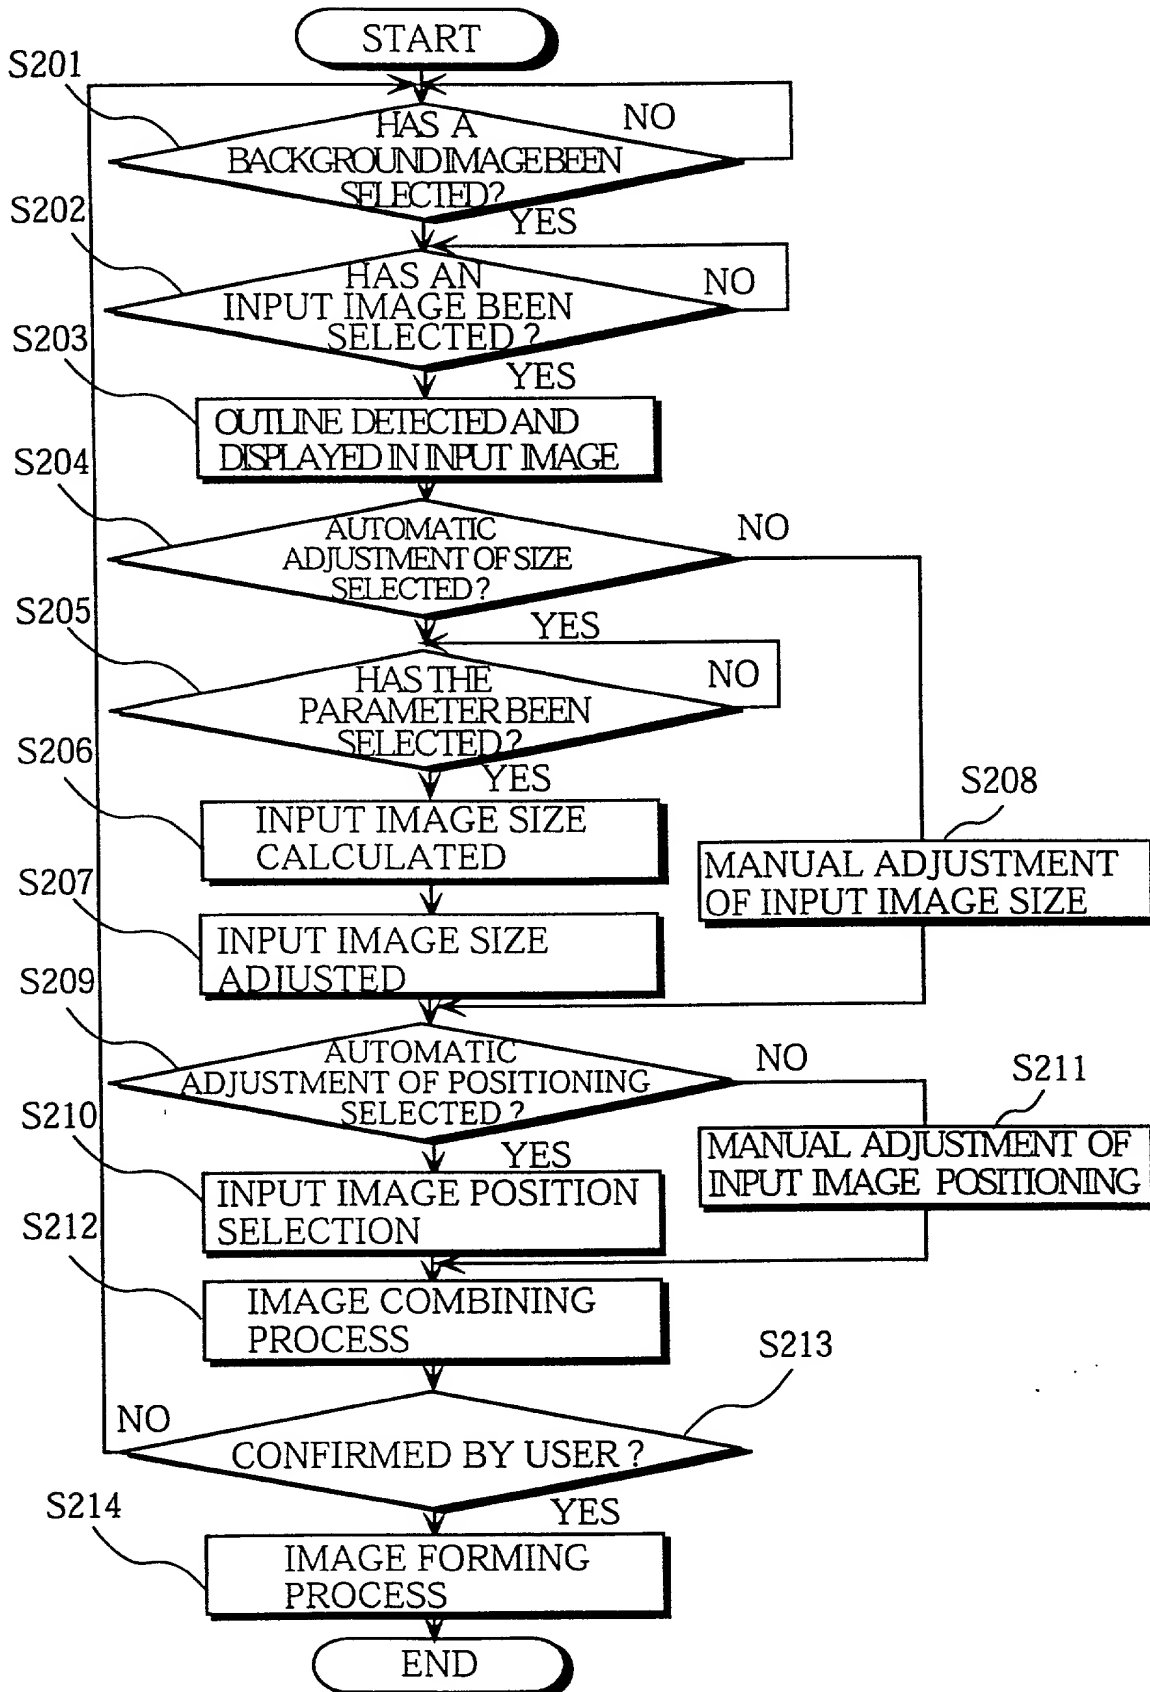 START
S201
HAS A
BACKGROUND IMAGE BEEN
SELECTED?
NO
YES
S202
HAS AN
INPUT IMAGE BEEN
SELECTED?
NO
YES
S203
OUTLINE DETECTED AND
DISPLAYED IN INPUT IMAGE
S204
AUTOMATIC
ADJUSTMENT OF SIZE
SELECTED?
NO
YES
S205
HAS THE
PARAMETER BEEN
SELECTED?
NO
YES
S206
INPUT IMAGE SIZE
CALCULATED
S208
MANUAL ADJUSTMENT
OF INPUT IMAGE SIZE
S207
INPUT IMAGE SIZE
ADJUSTED
S209
AUTOMATIC
ADJUSTMENT OF POSITIONING
SELECTED?
NO
YES
S211
MANUAL ADJUSTMENT OF
INPUT IMAGE POSITIONING
S210
INPUT IMAGE POSITION
SELECTION
S212
IMAGE COMBINING
PROCESS
S213
CONFIRMED BY USER?
NO
YES
S214
IMAGE FORMING
PROCESS
END